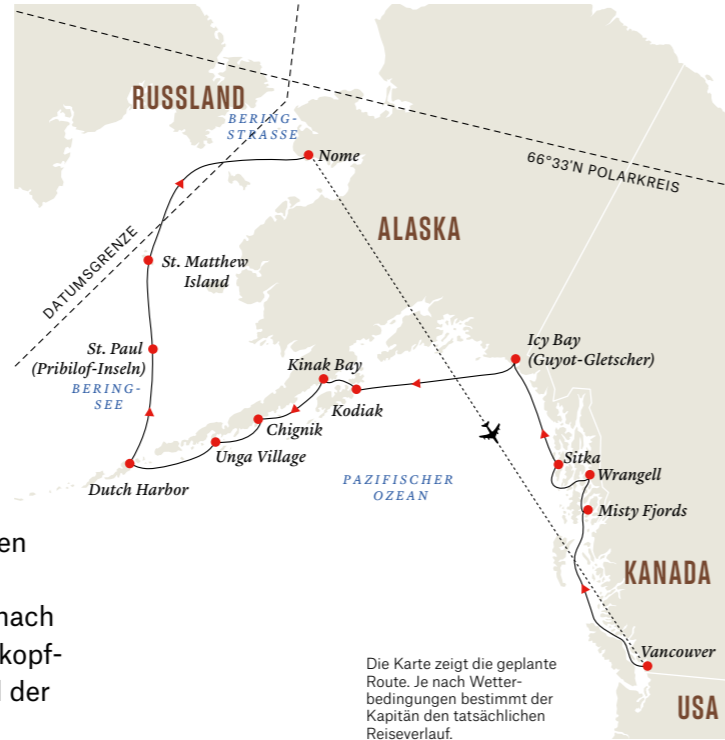 RUSSLAND
BERING-
STRASSE
Nome
66°33'N POLARKREIS
ALASKA
DATUMSGRENZE
St. Matthew
Island
St. Paul
(Pribilof-Inseln)
BERING-
SEE
Kinak Bay
Icy Bay
(Guyot-Gletscher)
Kodiak
Chignik
Unga Village
Dutch Harbor
PAZIFISCHER
OZEAN
Sitka
Wrangell
Misty Fjords
KANADA
Vancouver
USA
en
nach
kopf-
der
Die Karte zeigt die geplante
Route. Je nach Wetter-
bedingungen bestimmt der
Kapitän den tatsächlichen
Reiseverlauf.